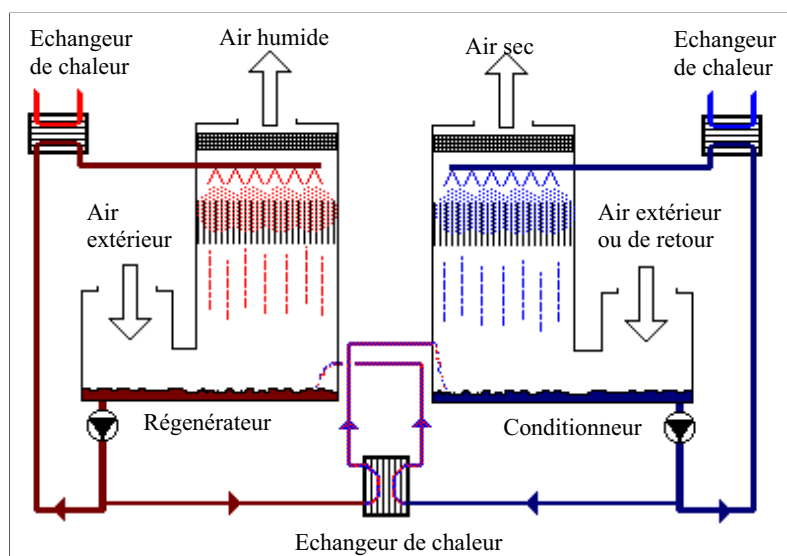 Echangeur
de chaleur
Air humide
Air sec
Echangeur
de chaleur
Air
extérieur
Air extérieur
ou de retour
Régénérateur
Conditionneur
Echangeur de chaleur